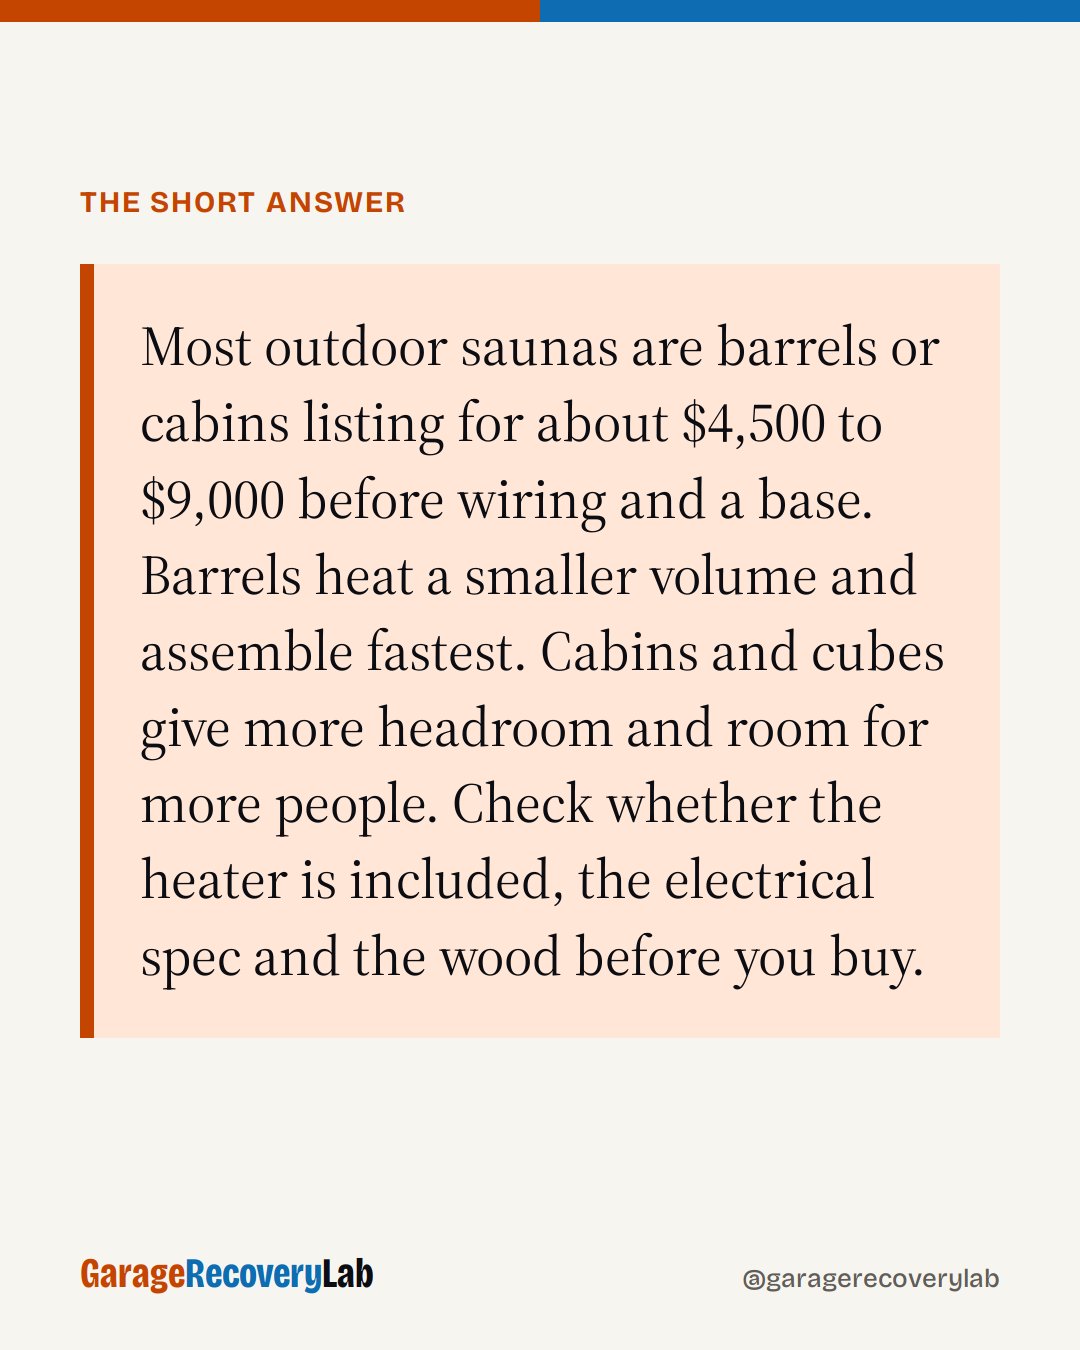 THE SHORT ANSWER
Most outdoor saunas are barrels or
cabins listing for about $4,500 to
$9,000 before wiring and a base.
Barrels heat a smaller volume and
assemble fastest. Cabins and cubes
give more headroom and room for
more people. Check whether the
heater is included, the electrical
spec and the wood before you buy.
GarageRecoveryLab
@garagerecoverylab